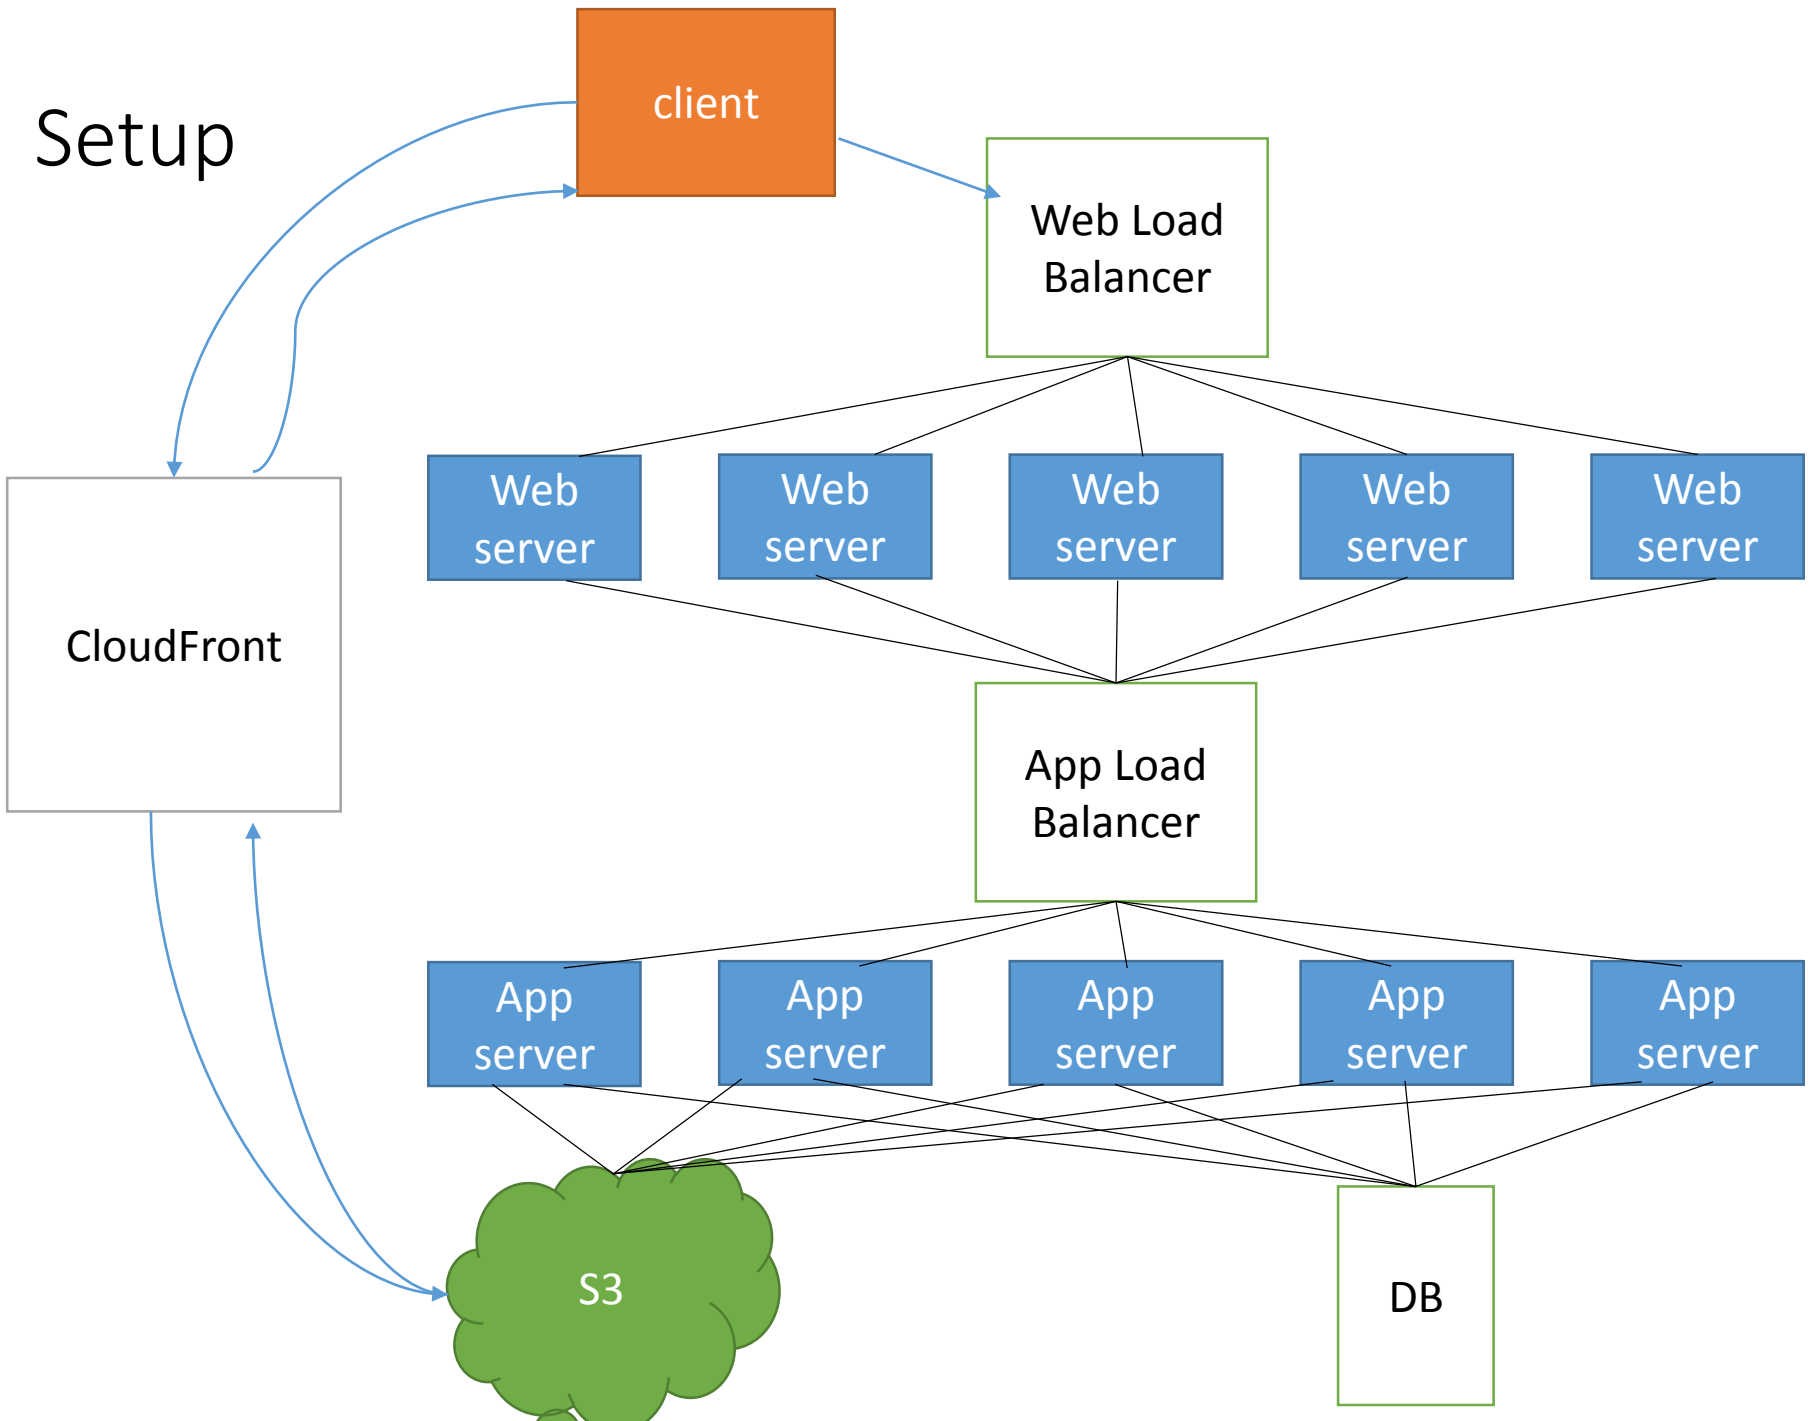 Setup
client
Web Load
Balancer
Web
server
Web
server
Web
server
Web
server
Web
server
CloudFront
App Load
Balancer
App
server
App
server
App
server
App
server
App
server
S3
DB